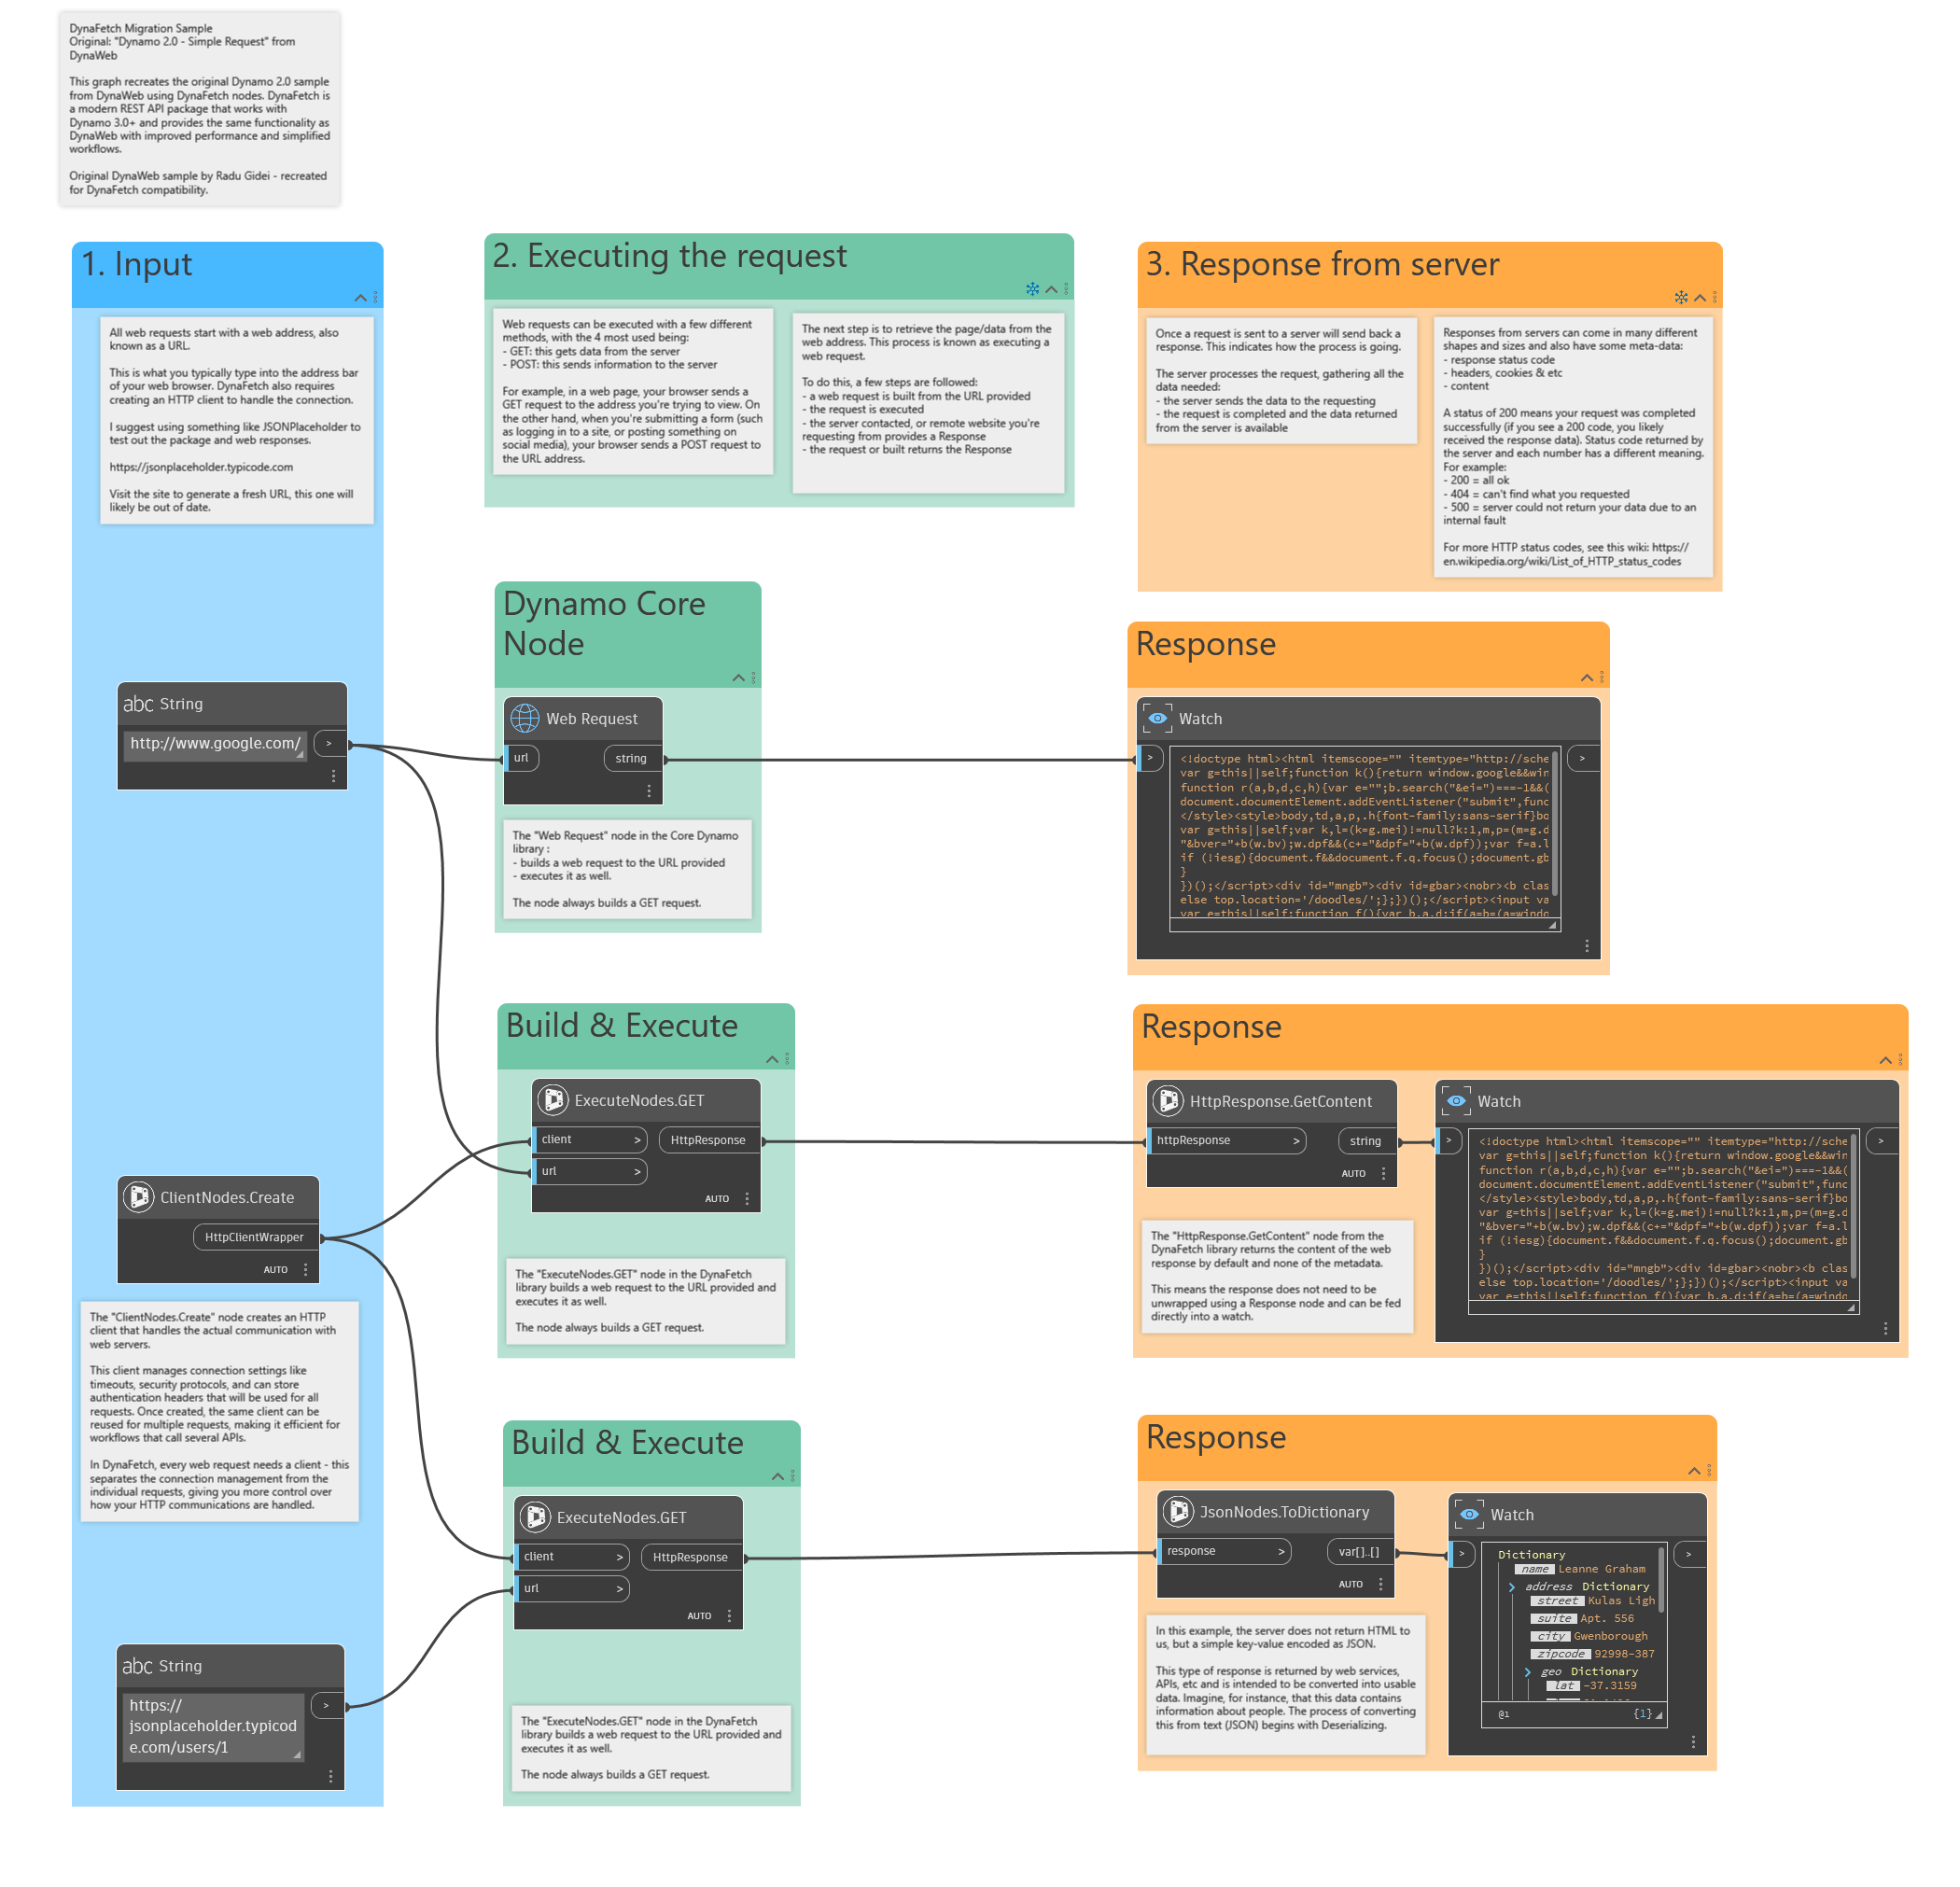 DynaFetch Migration Sample
Original: "Dynamo 2.0 - Simple Request" from
DynaWeb
This graph recreates the original Dynamo 2.0 sample
from DynaWeb using DynaFetch nodes. DynaFetch is
a modern REST API package that works with
Dynamo 3.0+ and provides the same functionality as
DynaWeb with improved performance and simplified
workflows.
Original DynaWeb sample by Radu Gidei - recreated
for DynaFetch compatibility.
1. Input
All web requests start with a web address, also
known as a URL.
This is what you typically type into the address bar
of your web browser. DynaFetch also requires
creating an HTTP client to handle the connection.
I suggest using something like JSONPlaceholder to
test out the package and web responses.
https://jsonplaceholder.typicode.com
Visit the site to generate a fresh URL, this one will
likely be out of date.
abc String
http://www.google.com/
>
ClientNodes.Create
HttpClientWrapper
AUTO
The "ClientNodes.Create" node creates an HTTP
client that handles the actual communication with
web servers.
This client manages connection settings like
timeouts, security protocols, and can store
authentication headers that will be used for all
requests. Once created, the same client can be
reused for multiple requests, making it efficient for
workflows that call several APIs.
In DynaFetch, every web request needs a client - this
separates the connection management from the
individual requests, giving you more control over
how your HTTP communications are handled.
abc String
https://
jsonplaceholder.typicod
e.com/users/1
>
2. Executing the request
Web requests can be executed with a few different
methods, with the 4 most used being:
- GET: this gets data from the server
- POST: this sends information to the server
For example, in a web page, your browser sends a
GET request to the address you're trying to view. On
the other hand, when you're submitting a form (such
as logging in to a site, or posting something on
social media), your browser sends a POST request to
the URL address.
The next step is to retrieve the page/data from the
web address. This process is known as executing a
web request.
To do this, a few steps are followed:
- a web request is built from the URL provided
- the request is executed
- the server contacted, or remote website you're
requesting from provides a Response
- the request or built returns the Response
Dynamo Core
Node
Web Request
url
string
The "Web Request" node in the Core Dynamo
library :
- builds a web request to the URL provided
- executes it as well.
The node always builds a GET request.
Build & Execute
ExecuteNodes.GET
client >
HttpResponse
url >
AUTO
The "ExecuteNodes.GET" node in the DynaFetch
library builds a web request to the URL provided and
executes it as well.
The node always builds a GET request.
Build & Execute
ExecuteNodes.GET
client >
HttpResponse
url >
AUTO
The "ExecuteNodes.GET" node in the DynaFetch
library builds a web request to the URL provided and
executes it as well.
The node always builds a GET request.
3. Response from server
Once a request is sent to a server will send back a
response. This indicates how the process is going.
The server processes the request, gathering all the
data needed:
- the server sends the data to the requesting
- the request is completed and the data returned
from the server is available
Responses from servers can come in many different
shapes and sizes and also have some meta-data:
- response status code
- headers, cookies & etc
- content
A status of 200 means your request was completed
successfully (if you see a 200 code, you likely
received the response data). Status code returned by
the server and each number has a different meaning.
For example:
- 200 = all ok
- 404 = can't find what you requested
- 500 = server could not return your data due to an
internal fault
For more HTTP status codes, see this wiki: https://
en.wikipedia.org/wiki/List_of_HTTP_status_codes
Response
Watch
>
<!doctype html><html itemscope="" itemtype="http://sche
var g=this||self;function k(){return window.google&&win
function r(a,b,d,c,h){var e="";b.search("&ei=")===-1&&(
document.documentElement.addEventListener("submit",func
</style><style>body,td,a,p,.h{font-family:sans-serif}bo
var g=this||self;var k,l=(k=g.mei)!=null?k:1,m,p=(m=g.d
"&bver="+b(w.bv);w.dpf&&(c+="&dpf="+b(w.dpf));var f=a.l
if (!iesg){document.f&&document.f.q.focus();document.gb
}
})();</script><div id="mngb"><div id=gbar><nobr><b clas
else top.location='/doodles/';};})();</script><input va
var e=this||self;function f(){var b,a,d;if(a=b=(a=windo
>
Response
HttpResponse.GetContent
httpResponse >
string
AUTO
The "HttpResponse.GetContent" node from the
DynaFetch library returns the content of the web
response by default and none of the metadata.
This means the response does not need to be
unwrapped using a Response node and can be fed
directly into a watch.
Watch
>
<!doctype html><html itemscope="" itemtype="http://sche
var g=this||self;function k(){return window.google&&win
function r(a,b,d,c,h){var e="";b.search("&ei=")===-1&&(
document.documentElement.addEventListener("submit",func
</style><style>body,td,a,p,.h{font-family:sans-serif}bo
var g=this||self;var k,l=(k=g.mei)!=null?k:1,m,p=(m=g.d
"&bver="+b(w.bv);w.dpf&&(c+="&dpf="+b(w.dpf));var f=a.l
if (!iesg){document.f&&document.f.q.focus();document.gb
}
})();</script><div id="mngb"><div id=gbar><nobr><b clas
else top.location='/doodles/';};})();</script><input va
var e=this||self;function f(){var b,a,d;if(a=b=(a=windo
>
Response
JsonNodes.ToDictionary
response >
var[]..[]
AUTO
In this example, the server does not return HTML to
us, but a simple key-value encoded as JSON.
This type of response is returned by web services,
APIs, etc and is intended to be converted into usable
data. Imagine, for instance, that this data contains
information about people. The process of converting
this from text (JSON) begins with Deserializing.
Watch
>
Dictionary
name Leanne Graham
address Dictionary
street Kulas Ligh
suite Apt. 556
city Gwenborough
zipcode 92998-387
geo Dictionary
lat -37.3159
@1 {1}
>